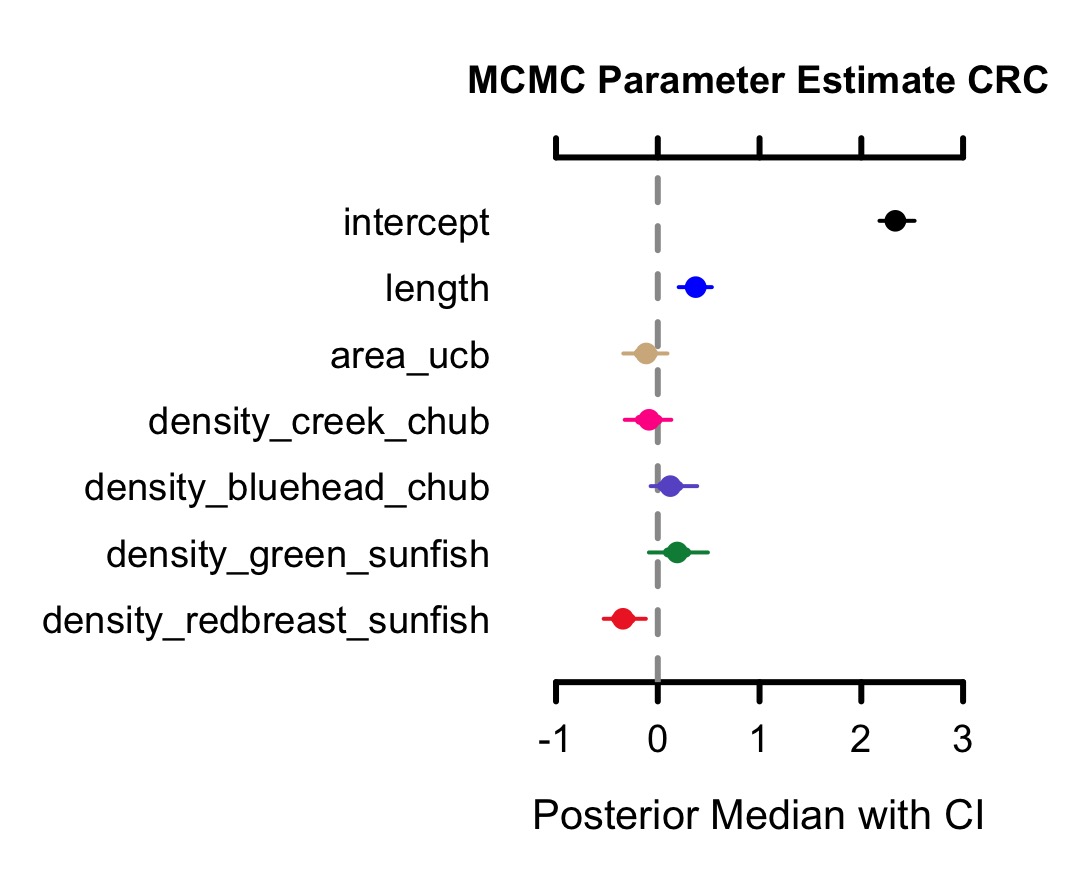 MCMC Parameter Estimate CRC
intercept
length
area_ucb
density_creek_chub
density_bluehead_chub
density_green_sunfish
density_redbreast_sunfish
-1 0 1 2 3
Posterior Median with CI